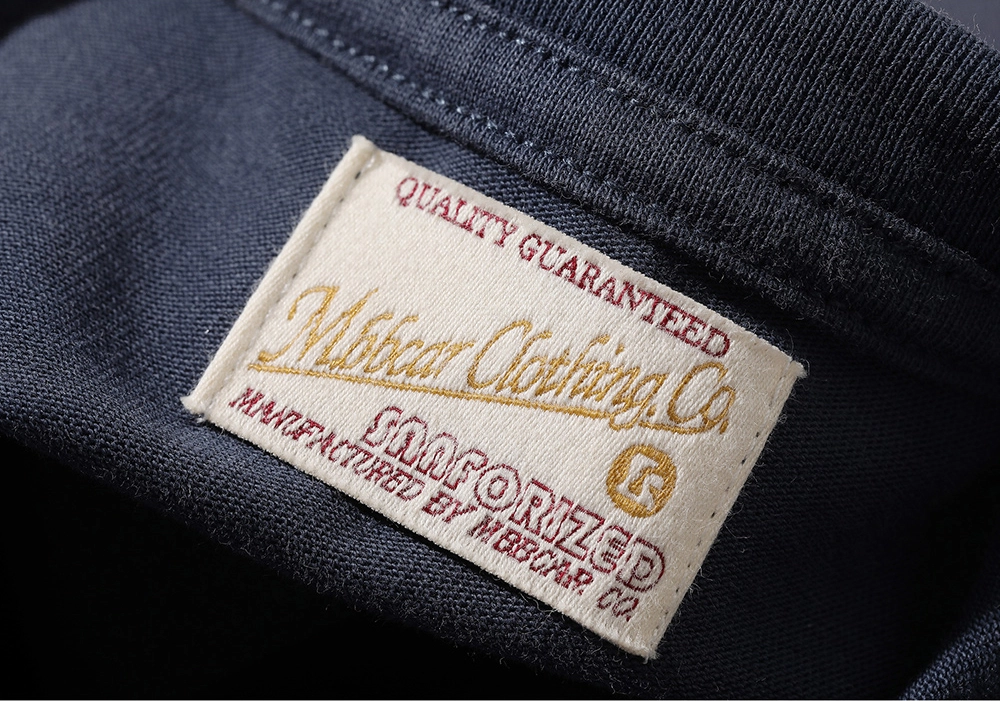 QUALITY GUARANTEED
Mbbcar Clothing.Co.
SANFORIZED
MANUFACTURED BY MBBCAR. CO.